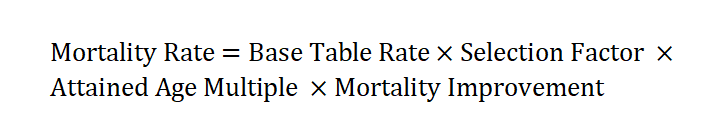 Mortality Rate = Base Table Rate × Selection Factor ×
Attained Age Multiple × Mortality Improvement